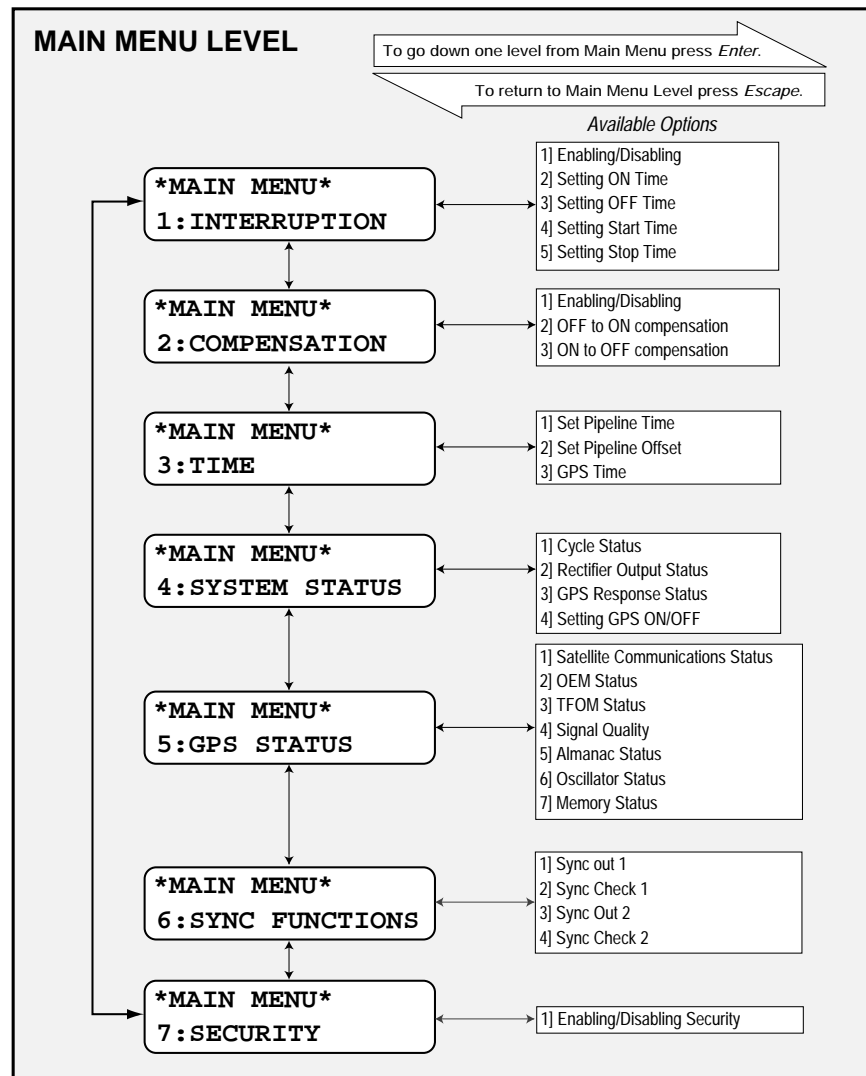 MAIN MENU LEVEL
To go down one level from Main Menu press Enter.
To return to Main Menu Level press Escape.
Available Options
*MAIN MENU*
1:INTERRUPTION
1] Enabling/Disabling
2] Setting ON Time
3] Setting OFF Time
4] Setting Start Time
5] Setting Stop Time
*MAIN MENU*
2:COMPENSATION
1] Enabling/Disabling
2] OFF to ON compensation
3] ON to OFF compensation
*MAIN MENU*
3:TIME
1] Set Pipeline Time
2] Set Pipeline Offset
3] GPS Time
*MAIN MENU*
4:SYSTEM STATUS
1] Cycle Status
2] Rectifier Output Status
3] GPS Response Status
4] Setting GPS ON/OFF
*MAIN MENU*
5:GPS STATUS
1] Satellite Communications Status
2] OEM Status
3] TFOM Status
4] Signal Quality
5] Almanac Status
6] Oscillator Status
7] Memory Status
*MAIN MENU*
6:SYNC FUNCTIONS
1] Sync out 1
2] Sync Check 1
3] Sync Out 2
4] Sync Check 2
*MAIN MENU*
7:SECURITY
1] Enabling/Disabling Security